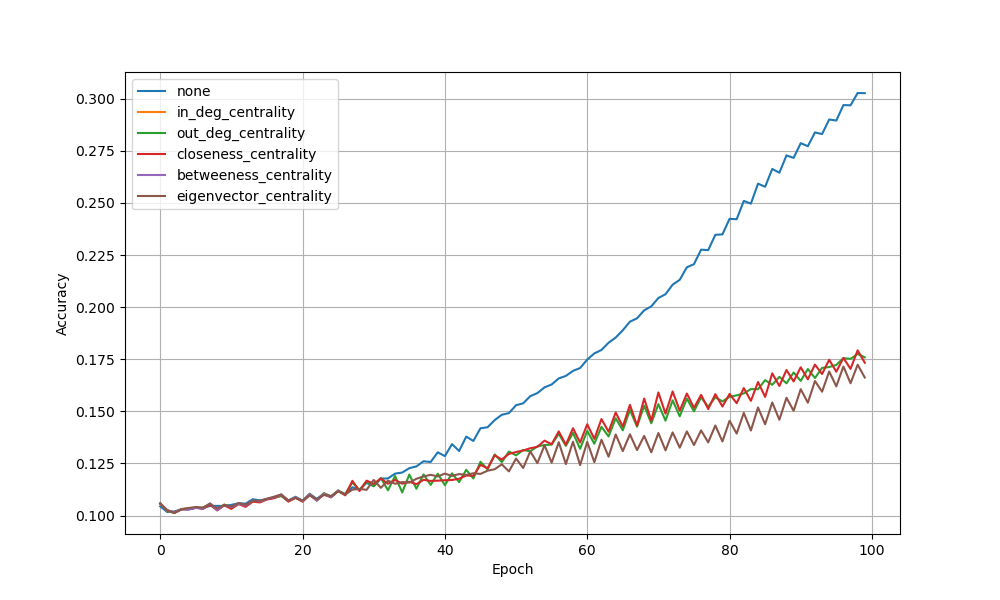 none
in_deg_centrality
out_deg_centrality
closeness_centrality
betweeness_centrality
eigenvector_centrality
0.300
0.275
0.250
0.225
0.200
0.175
0.150
0.125
0.100
Accuracy
0 20 40 60 80 100
Epoch